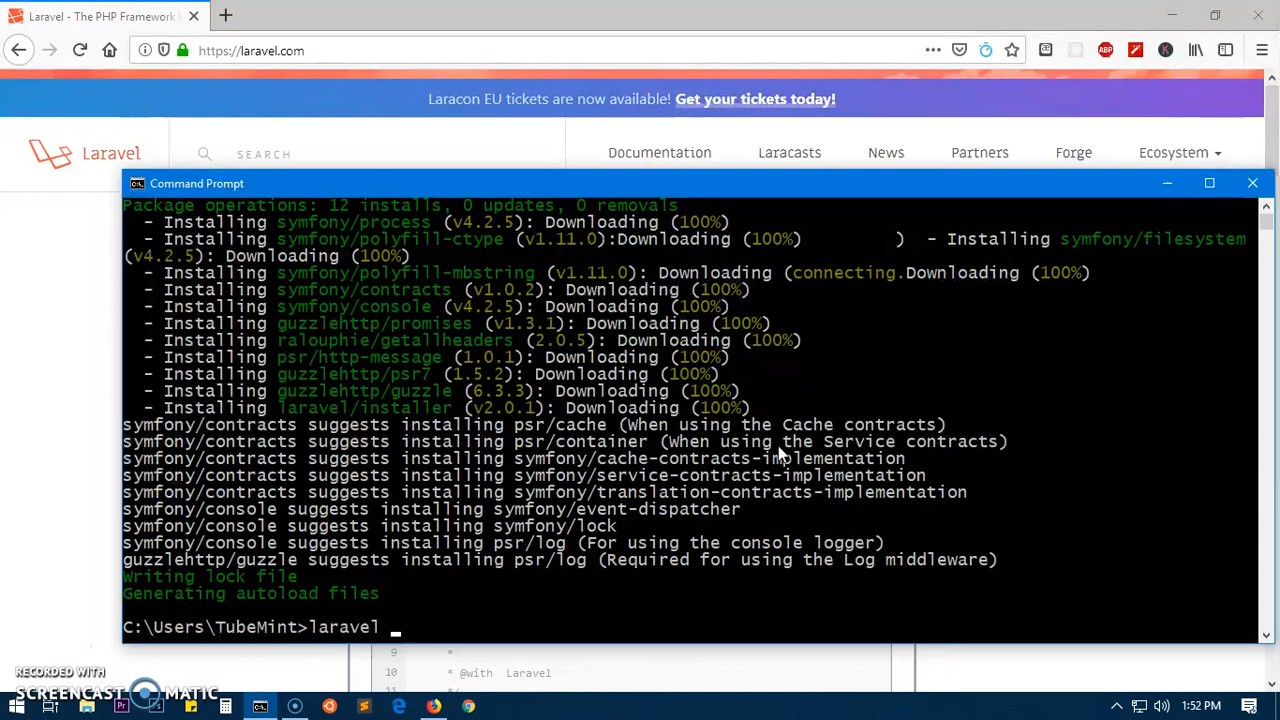 Laravel - The PHP Framework
https://laravel.com
ABP
K
Laracon EU tickets are now available! Get your tickets today!
Laravel
SEARCH
Documentation
Laracasts
News
Partners
Forge
Ecosystem
Command Prompt
Package operations: 12 installs, 0 updates, 0 removals
- Installing symfony/process (v4.2.5): Downloading (100%)
- Installing symfony/polyfill-ctype (v1.11.0):Downloading (100%)         )  - Installing symfony/filesystem
(v4.2.5): Downloading (100%)
- Installing symfony/polyfill-mbstring (v1.11.0): Downloading (connecting.Downloading (100%)
- Installing symfony/contracts (v1.0.2): Downloading (100%)
- Installing symfony/console (v4.2.5): Downloading (100%)
- Installing guzzlehttp/promises (v1.3.1): Downloading (100%)
- Installing ralouphie/getallheaders (2.0.5): Downloading (100%)
- Installing psr/http-message (1.0.1): Downloading (100%)
- Installing guzzlehttp/psr7 (1.5.2): Downloading (100%)
- Installing guzzlehttp/guzzle (6.3.3): Downloading (100%)
- Installing laravel/installer (v2.0.1): Downloading (100%)
symfony/contracts suggests installing psr/cache (When using the Cache contracts)
symfony/contracts suggests installing psr/container (When using the Service contracts)
symfony/contracts suggests installing symfony/cache-contracts-implementation
symfony/contracts suggests installing symfony/service-contracts-implementation
symfony/contracts suggests installing symfony/translation-contracts-implementation
symfony/console suggests installing symfony/event-dispatcher
symfony/console suggests installing symfony/lock
symfony/console suggests installing psr/log (For using the console logger)
guzzlehttp/guzzle suggests installing psr/log (Required for using the Log middleware)
Writing lock file
Generating autoload files
C:\Users\TubeMint>laravel _
9 *
10 * @with Laravel
11 */
RECORDED WITH
SCREENCAST MATIC
Pr
1:52 PM